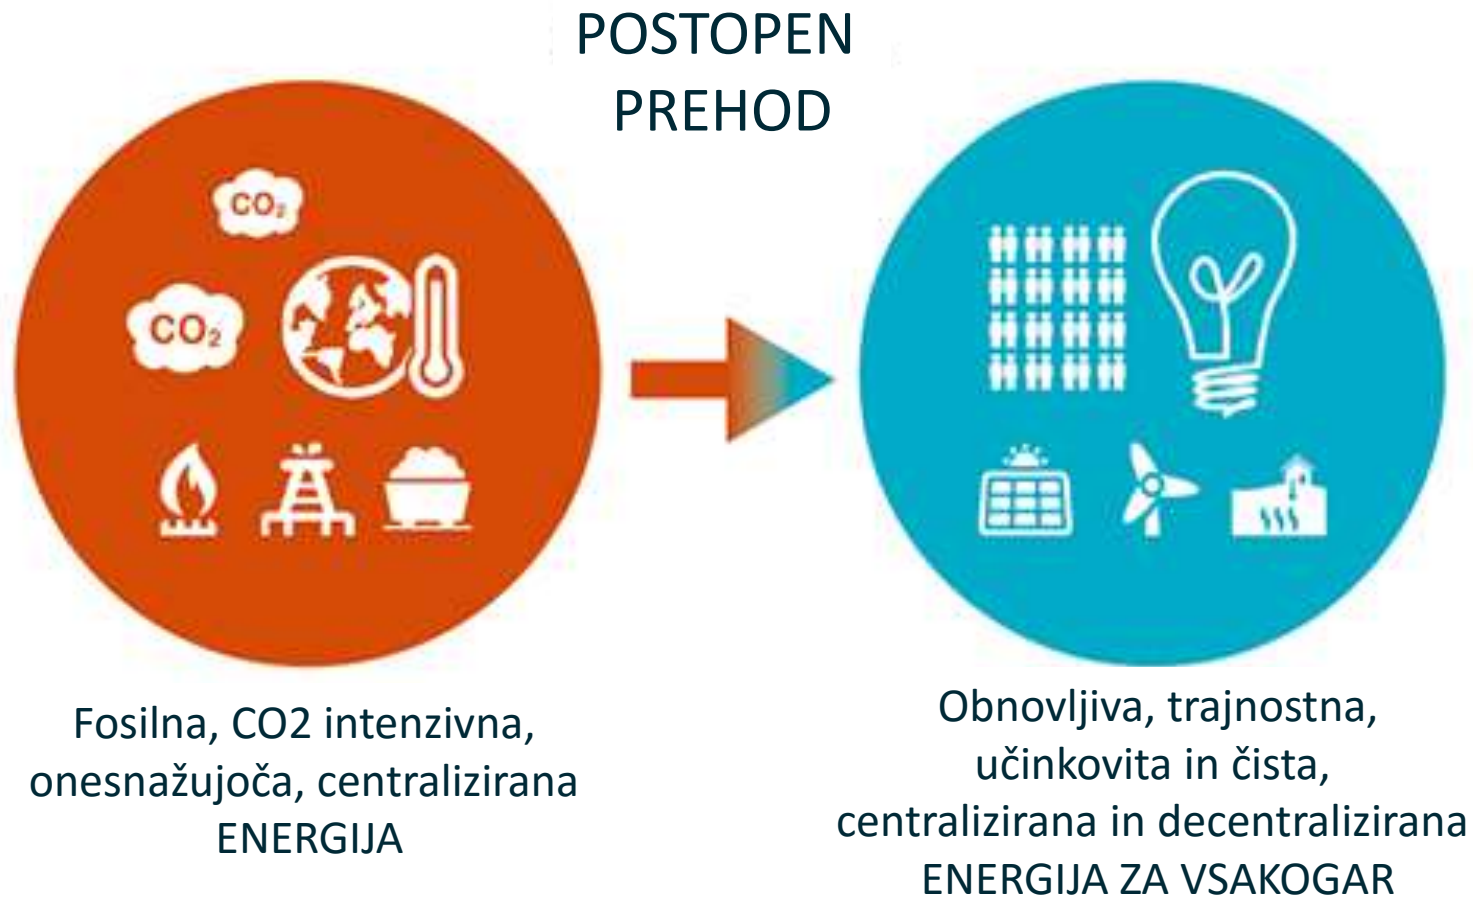 POSTOPEN
PREHOD
CO₂
CO₂
Fosilna, CO2 intenzivna,
onesnažujoča, centralizirana
ENERGIJA
Obnovljiva, trajnostna,
učinkovita in čista,
centralizirana in decentralizirana
ENERGIJA ZA VSAKOGAR